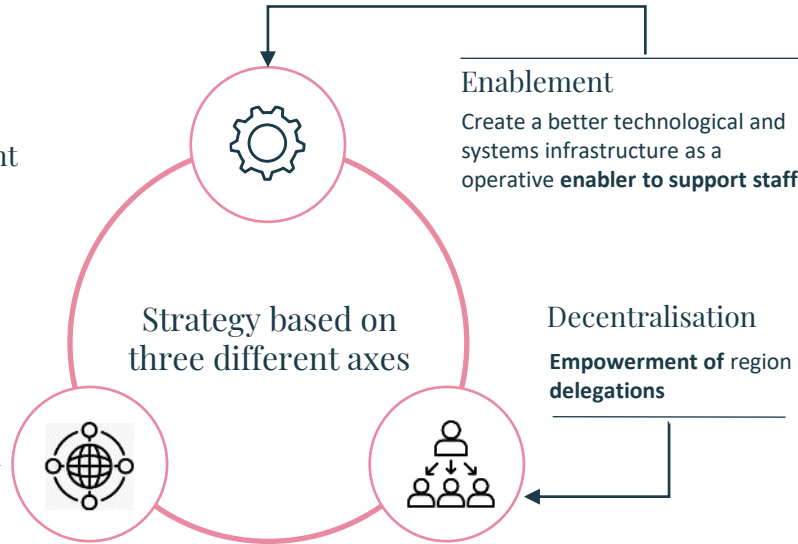 Enablement
Create a better technological and
systems infrastructure as a
operative enabler to support staff
nt
Strategy based on
three different axes
Decentralisation
Empowerment of region
delegations